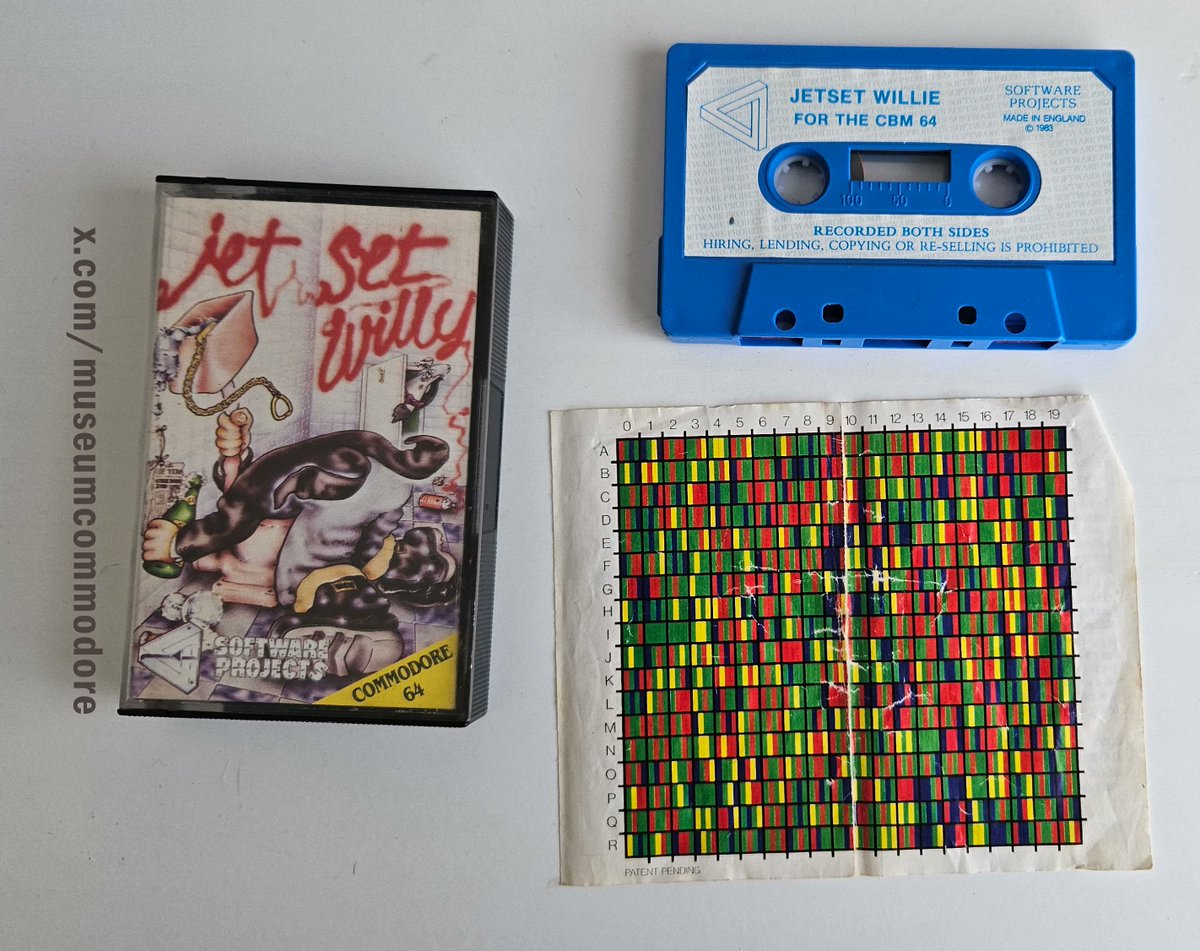 x.com/museumcommodore
jet set
willy
SOFTWARE
PROJECTS
COMMODORE
64
JETSET WILLIE
FOR THE CBM 64
SOFTWARE
PROJECTS
MADE IN ENGLAND
© 1983
100 50 0
RECORDED BOTH SIDES
HIRING, LENDING, COPYING OR RE-SELLING IS PROHIBITED
0 1 2 3 4 5 6 7 8 9 10 11 12 13 14 15 16 17 18 19
A
B
C
D
E
F
G
H
I
J
K
L
M
N
O
P
Q
R
PATENT PENDING